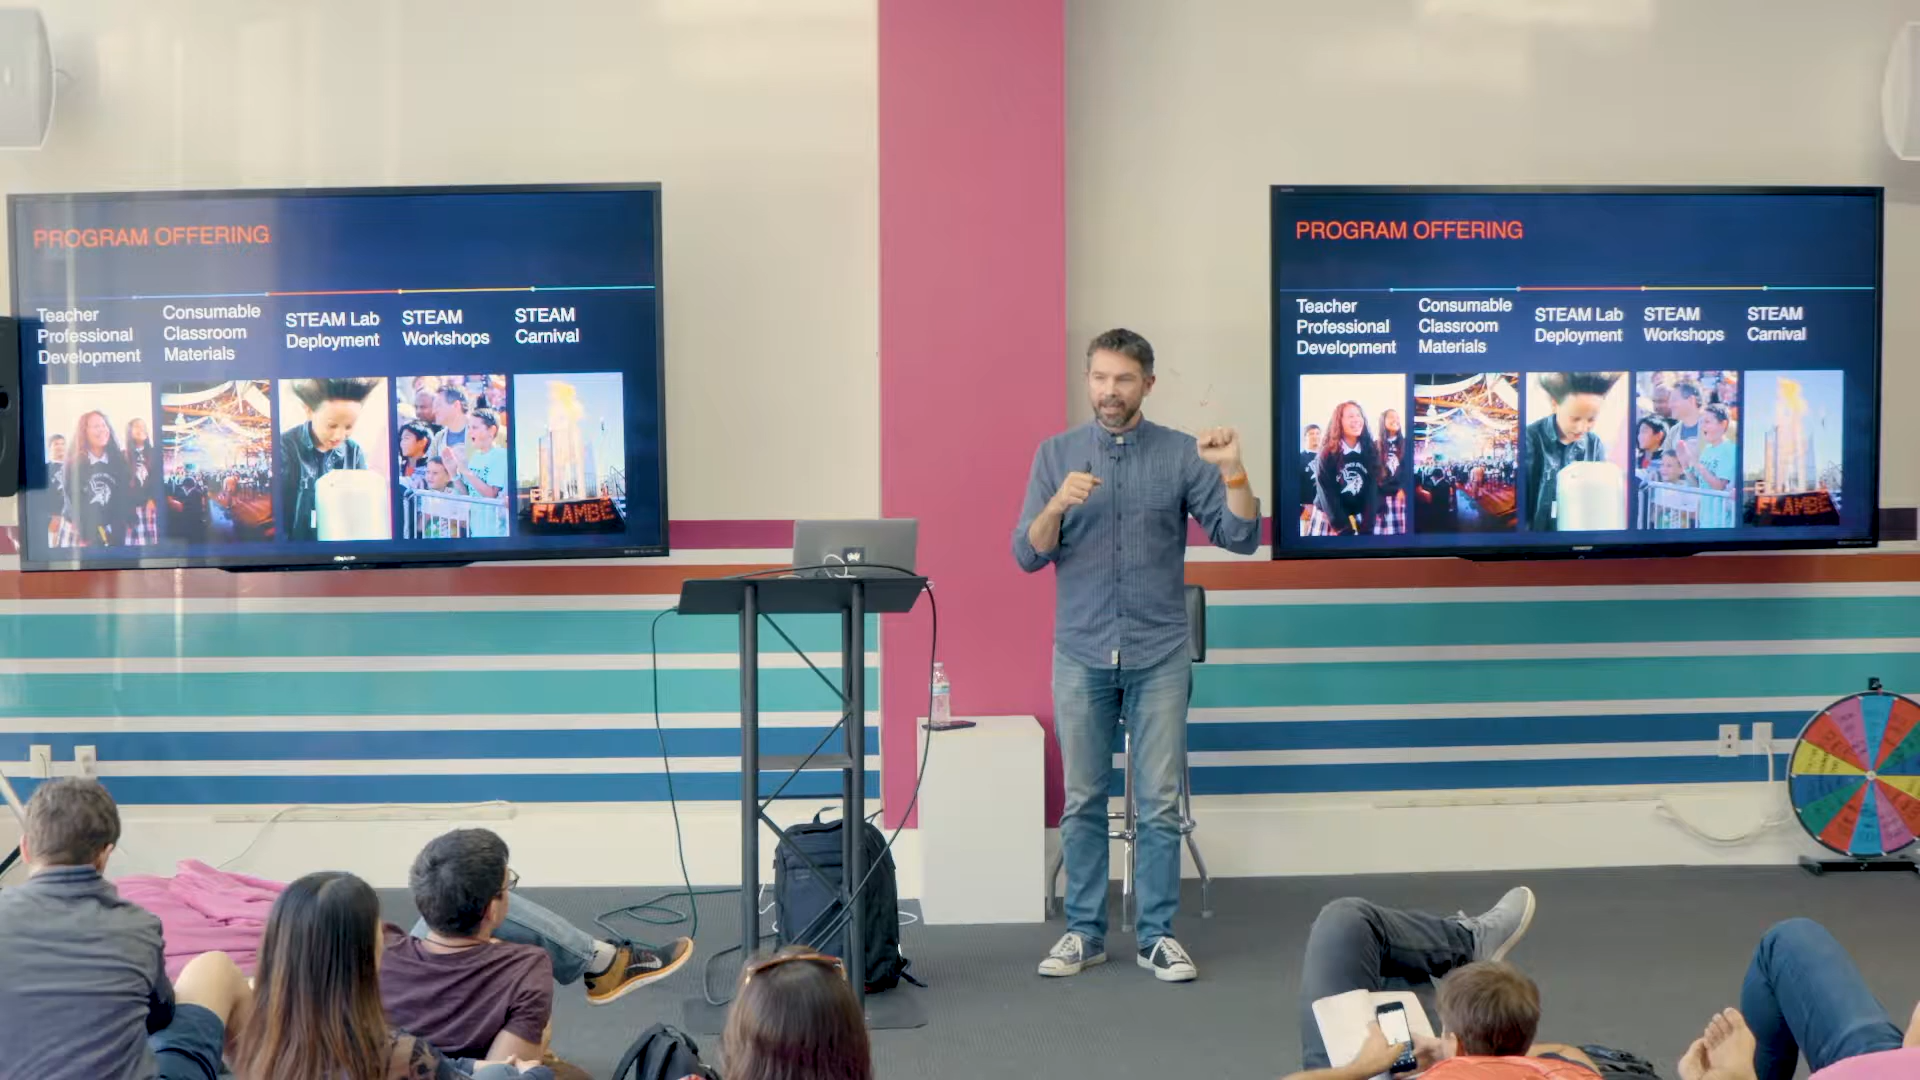 PROGRAM OFFERING
Teacher
Professional
Development
Consumable
Classroom
Materials
STEAM Lab
Deployment
STEAM
Workshops
STEAM
Carnival
FLAMBE
PROGRAM OFFERING
Teacher
Professional
Development
Consumable
Classroom
Materials
STEAM Lab
Deployment
STEAM
Workshops
STEAM
Carnival
FLAMBE